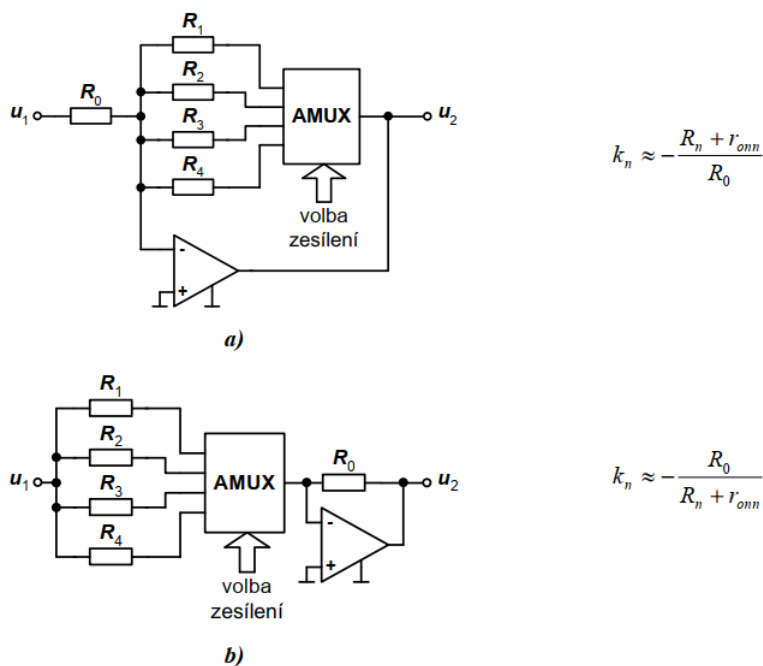 R₁
R₂
R₃
R₄
u₁
R₀
AMUX
u₂
volba
zesílení
-
+
kₙ ≈ - (Rₙ + rₒₙₙ) / R₀
a)
R₁
R₂
R₃
R₄
u₁
AMUX
R₀
u₂
-
+
volba
zesílení
kₙ ≈ - R₀ / (Rₙ + rₒₙₙ)
b)